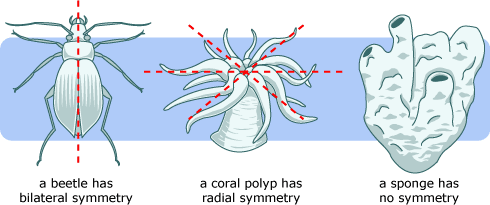 a beetle has
bilateral symmetry
a coral polyp has
radial symmetry
a sponge has
no symmetry